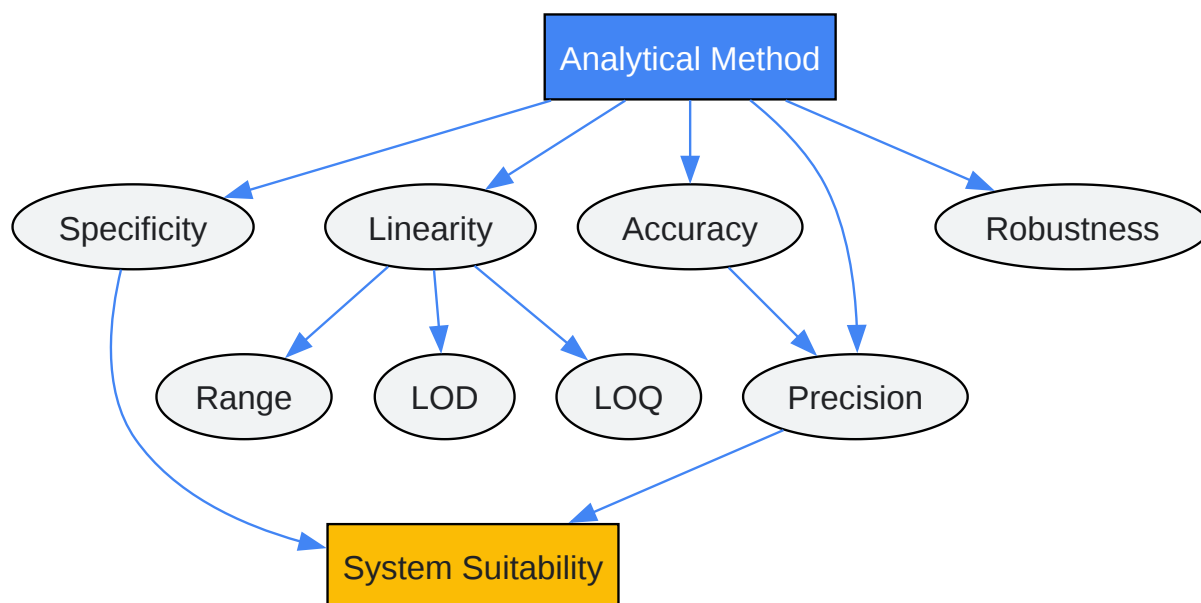 Analytical Method
Specificity
Linearity
Accuracy
Robustness
Range
LOD
LOQ
Precision
System Suitability